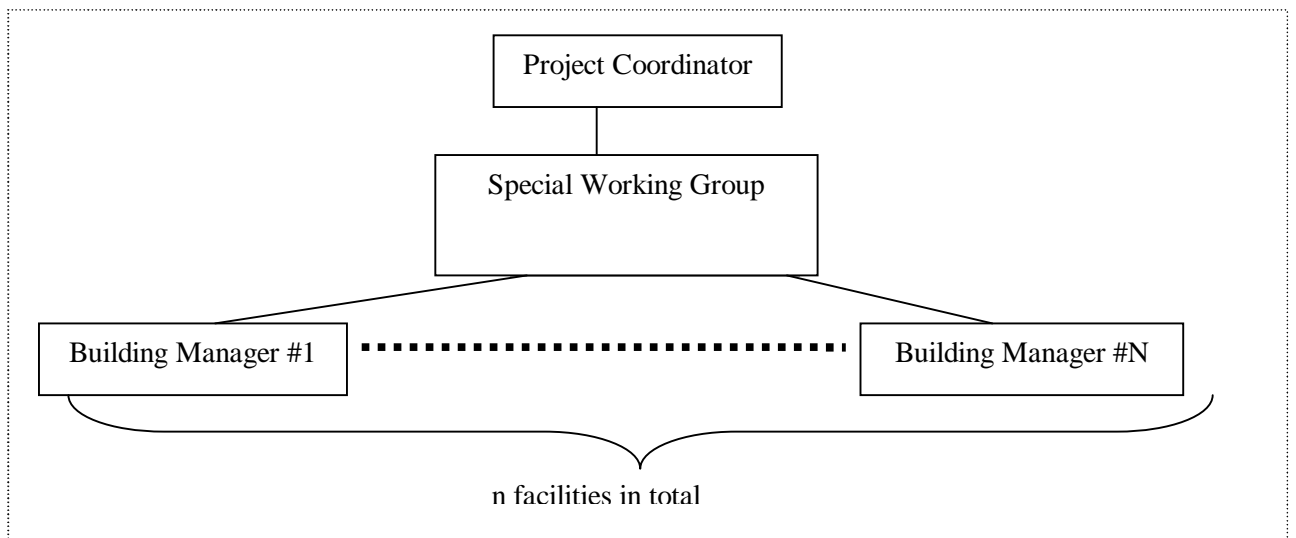 Project Coordinator
Special Working Group
Building Manager #1
Building Manager #N
n facilities in total